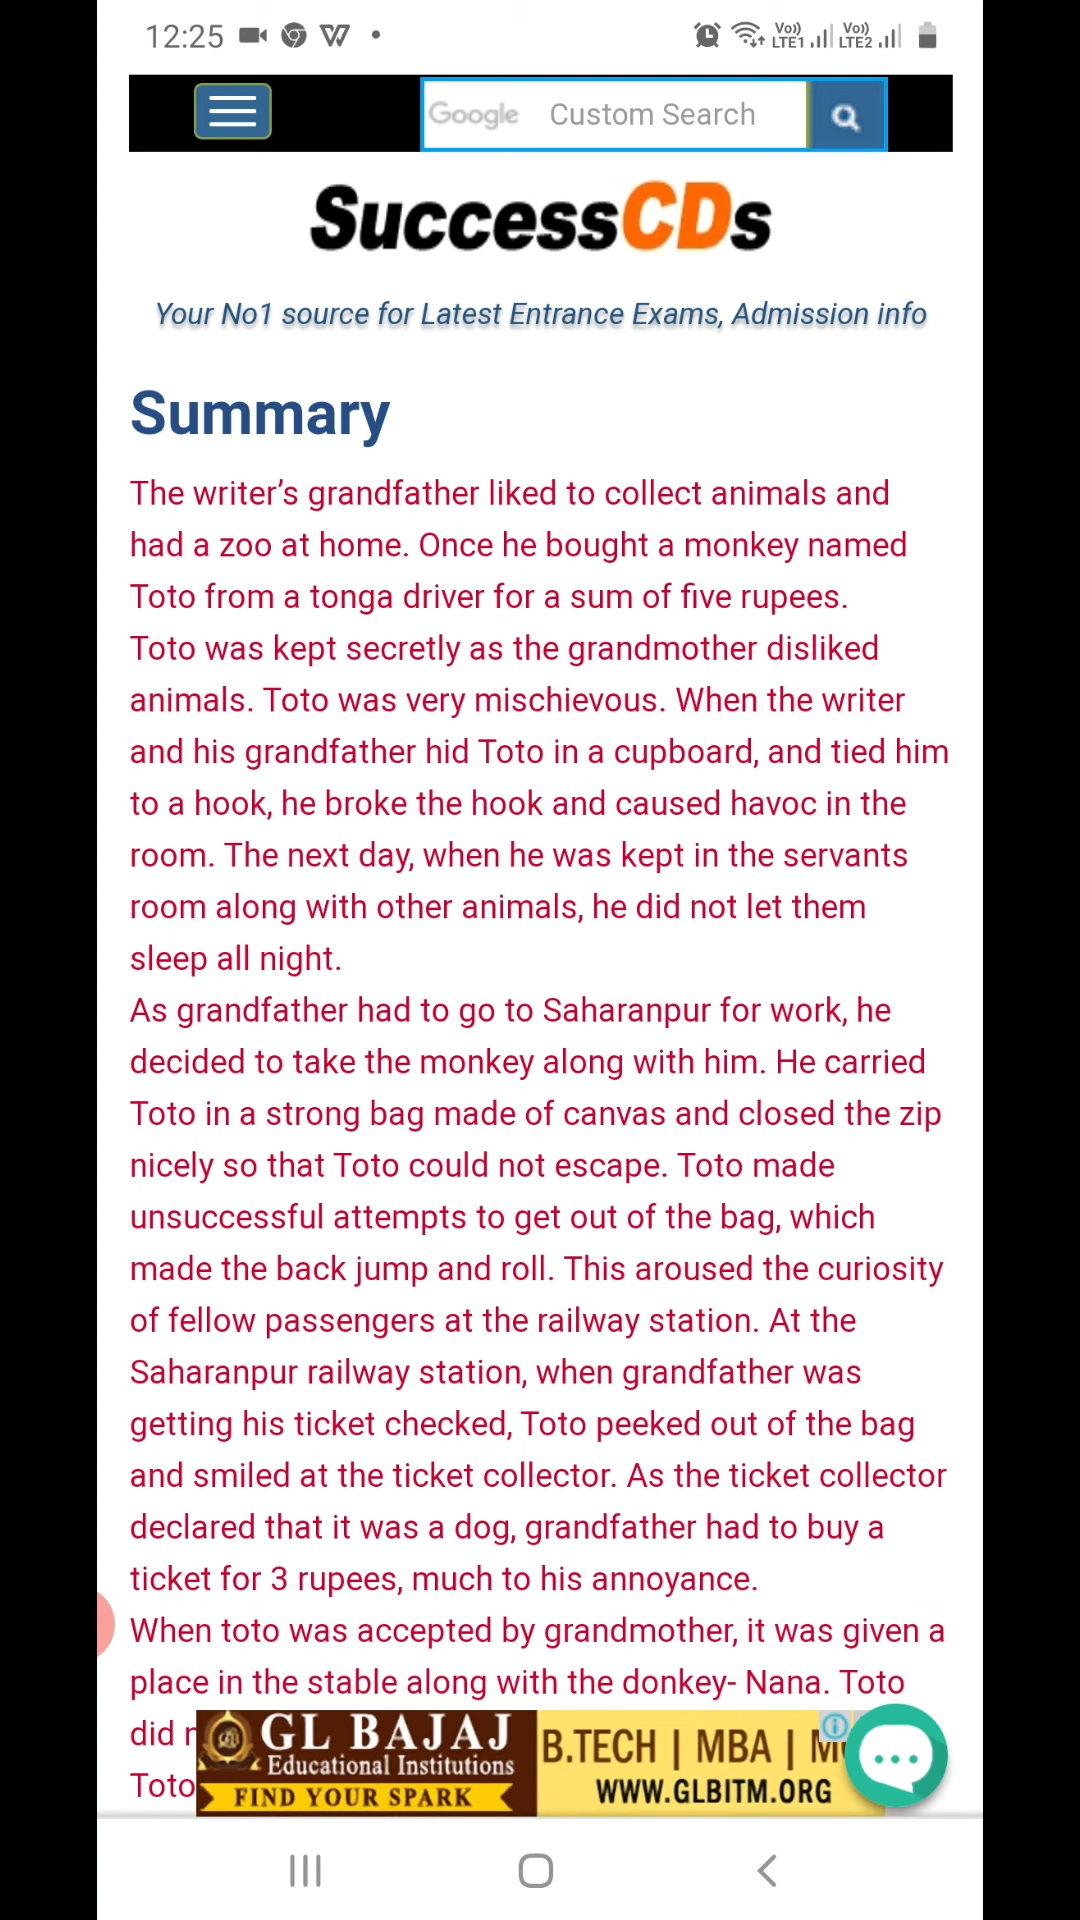 12:25
Vo)) LTE1 Vo)) LTE2
Google Custom Search
SuccessCDs
Your No1 source for Latest Entrance Exams, Admission info
Summary
The writer’s grandfather liked to collect animals and
had a zoo at home. Once he bought a monkey named
Toto from a tonga driver for a sum of five rupees.
Toto was kept secretly as the grandmother disliked
animals. Toto was very mischievous. When the writer
and his grandfather hid Toto in a cupboard, and tied him
to a hook, he broke the hook and caused havoc in the
room. The next day, when he was kept in the servants
room along with other animals, he did not let them
sleep all night.
As grandfather had to go to Saharanpur for work, he
decided to take the monkey along with him. He carried
Toto in a strong bag made of canvas and closed the zip
nicely so that Toto could not escape. Toto made
unsuccessful attempts to get out of the bag, which
made the back jump and roll. This aroused the curiosity
of fellow passengers at the railway station. At the
Saharanpur railway station, when grandfather was
getting his ticket checked, Toto peeked out of the bag
and smiled at the ticket collector. As the ticket collector
declared that it was a dog, grandfather had to buy a
ticket for 3 rupees, much to his annoyance.
When toto was accepted by grandmother, it was given a
place in the stable along with the donkey- Nana. Toto
did
Toto
GL BAJAJ
Educational Institutions
FIND YOUR SPARK
B.TECH | MBA |
WWW.GLBITM.ORG